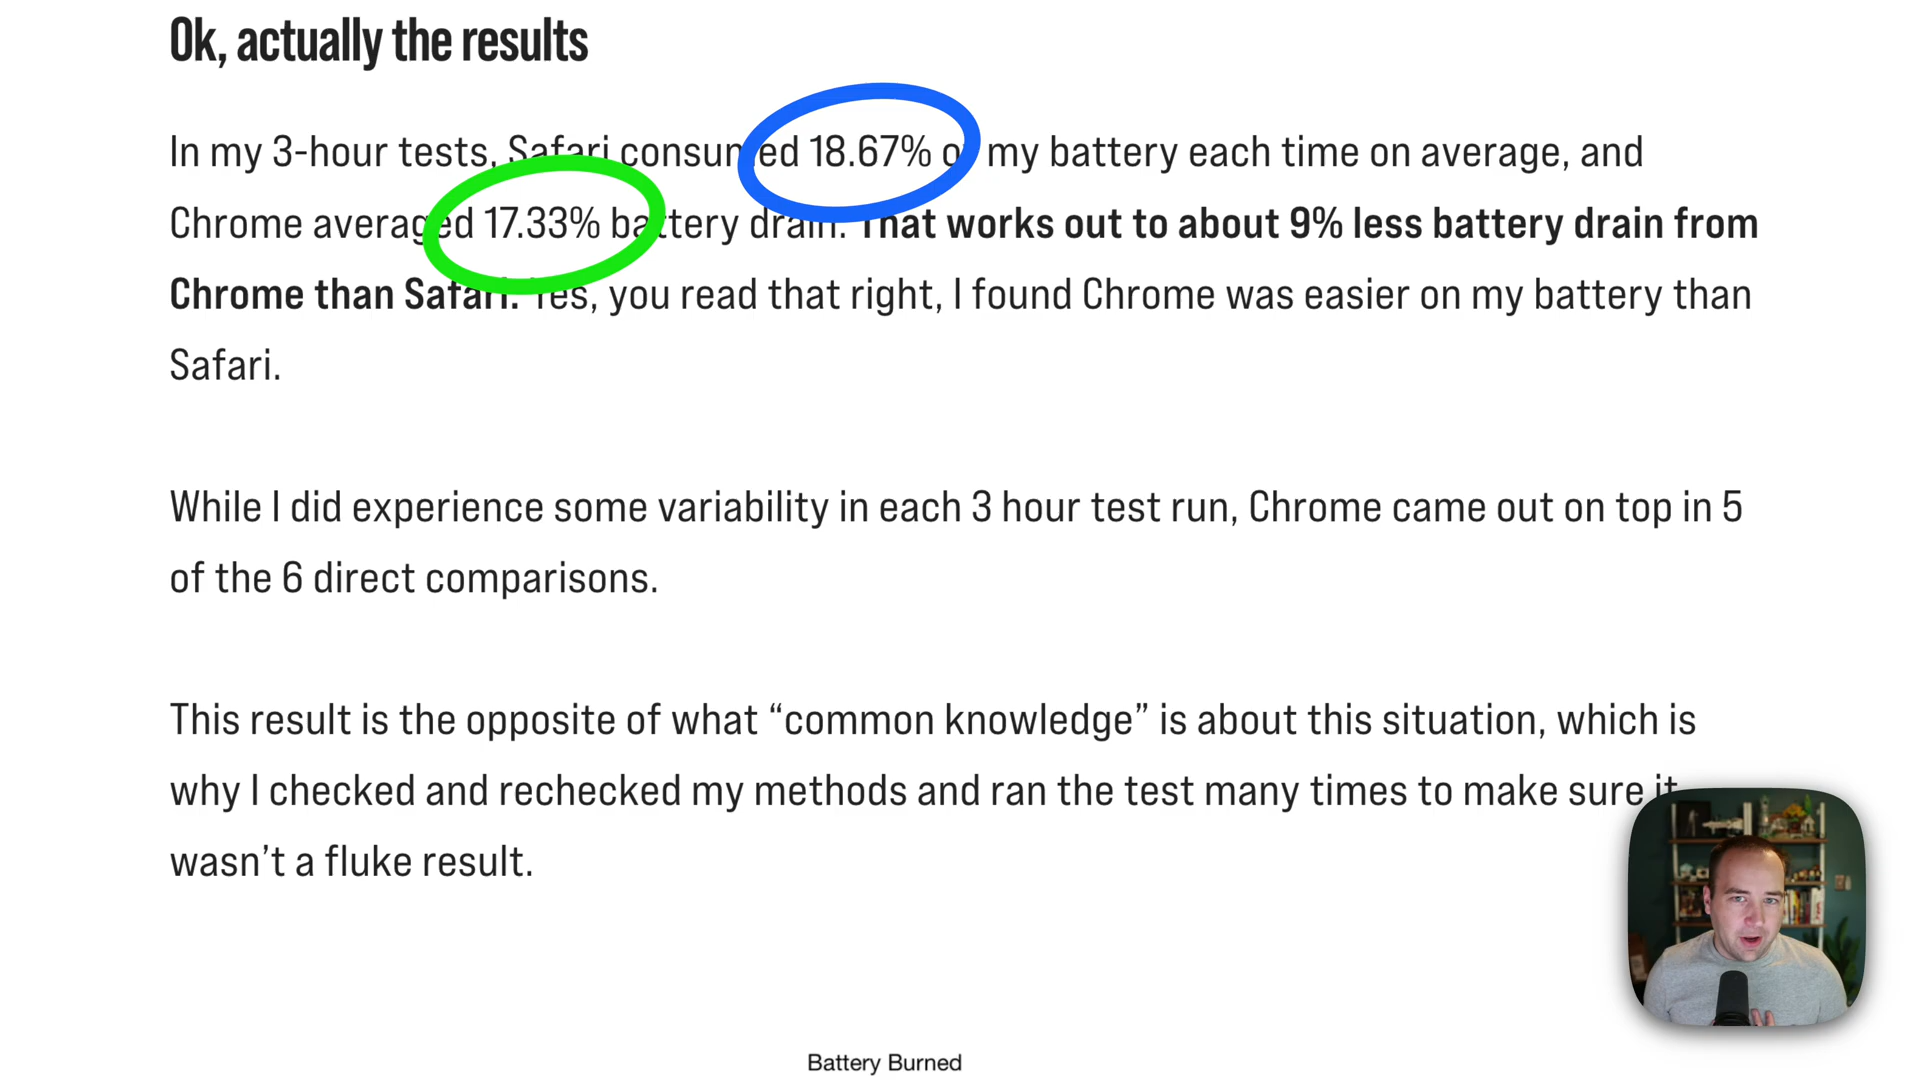 Ok, actually the results
In my 3-hour tests, Safari consumed 18.67% of my battery each time on average, and
Chrome averaged 17.33% battery drain. That works out to about 9% less battery drain from
Chrome than Safari. Yes, you read that right, I found Chrome was easier on my battery than
Safari.
While I did experience some variability in each 3 hour test run, Chrome came out on top in 5
of the 6 direct comparisons.
This result is the opposite of what “common knowledge” is about this situation, which is
why I checked and rechecked my methods and ran the test many times to make sure it
wasn’t a fluke result.
Battery Burned